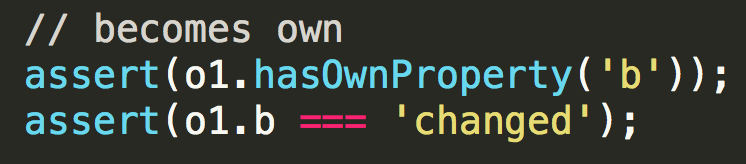 // becomes own
assert(o1.hasOwnProperty('b'));
assert(o1.b === 'changed');